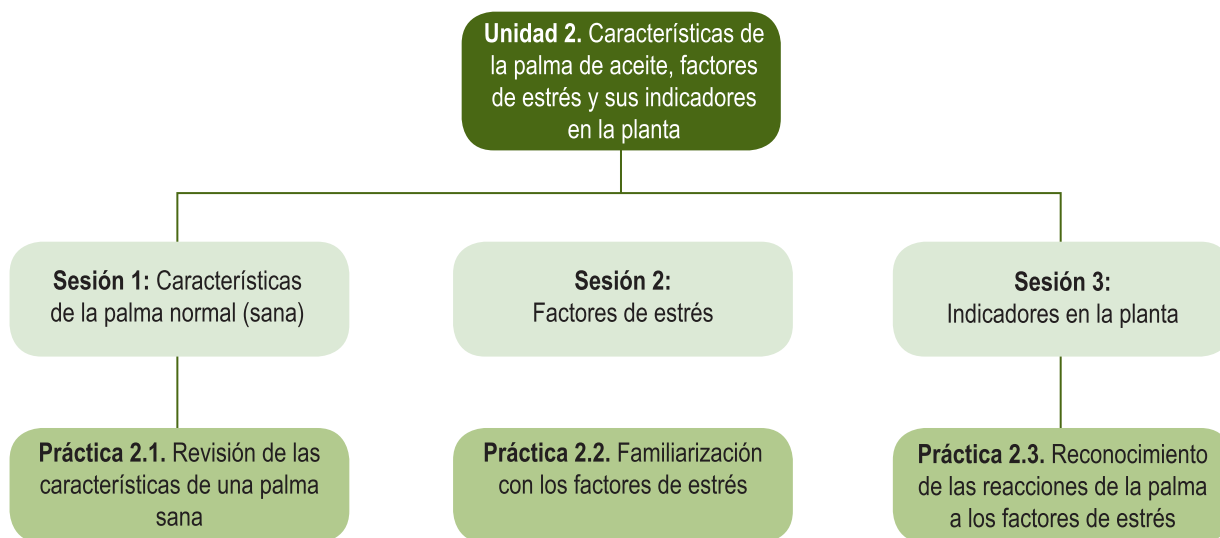 Unidad 2. Características de
la palma de aceite, factores
de estrés y sus indicadores
en la planta
Sesión 1: Características
de la palma normal (sana)
Sesión 2:
Factores de estrés
Sesión 3:
Indicadores en la planta
Práctica 2.1. Revisión de las
características de una palma
sana
Práctica 2.2. Familiarización
con los factores de estrés
Práctica 2.3. Reconocimiento
de las reacciones de la palma
a los factores de estrés